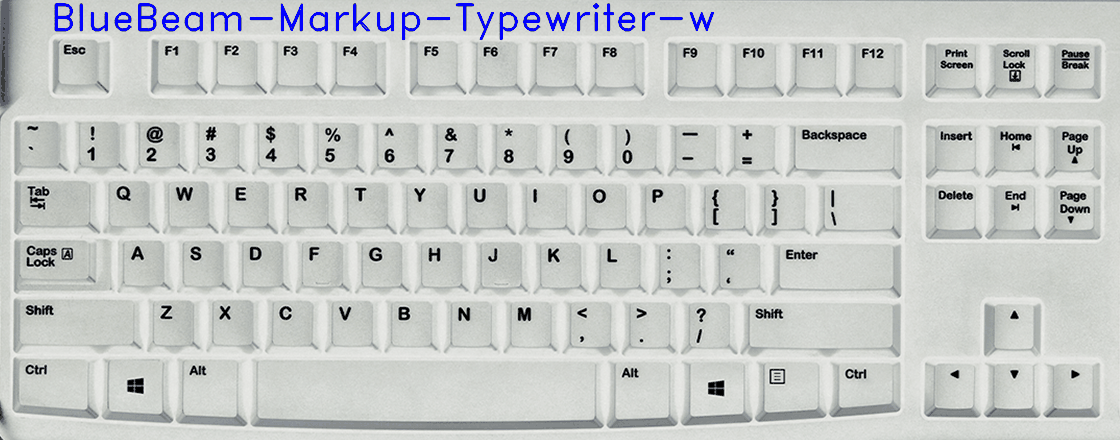 BlueBeam-Markup-Typewriter-w
Esc F1 F2 F3 F4 F5 F6 F7 F8 F9 F10 F11 F12 Print Screen Scroll Lock Pause Break
~ ` ! 1 @ 2 # 3 $ 4 % 5 ^ 6 & 7 * 8 ( 9 ) 0 — – + = Backspace Insert Home Page Up
Tab Q W E R T Y U I O P { [ } ] | \ Delete End Page Down
Caps Lock A A S D F G H J K L : ; “ ‘ Enter
Shift Z X C V B N M < , > . ? / Shift
Ctrl Alt Alt Ctrl